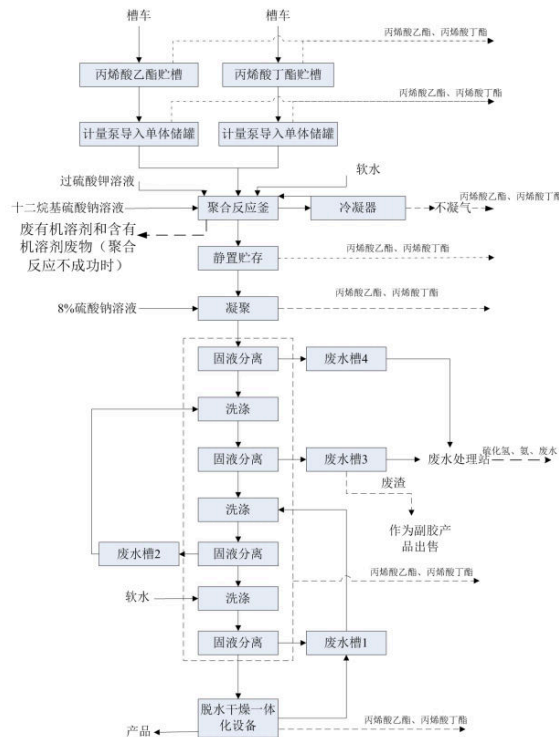 槽车
槽车
丙烯酸乙酯、丙烯酸丁酯
丙烯酸乙酯贮槽
丙烯酸丁酯贮槽
丙烯酸乙酯、丙烯酸丁酯
计量泵导入单体储罐
计量泵导入单体储罐
过硫酸钾溶液
软水
十二烷基硫酸钠溶液
聚合反应釜
冷凝器
不凝气
丙烯酸乙酯、丙烯酸丁酯
废有机溶剂和含有
机溶剂废物（聚合
反应不成功时）
静置贮存
丙烯酸乙酯、丙烯酸丁酯
8%硫酸钠溶液
凝聚
丙烯酸乙酯、丙烯酸丁酯
固液分离
废水槽4
洗涤
固液分离
废水槽3
废水处理站
硫化氢、氨、废水
废渣
洗涤
作为副胶产
品出售
废水槽2
固液分离
丙烯酸乙酯、丙烯酸丁酯
软水
洗涤
固液分离
废水槽1
脱水干燥一体
化设备
产品
丙烯酸乙酯、丙烯酸丁酯